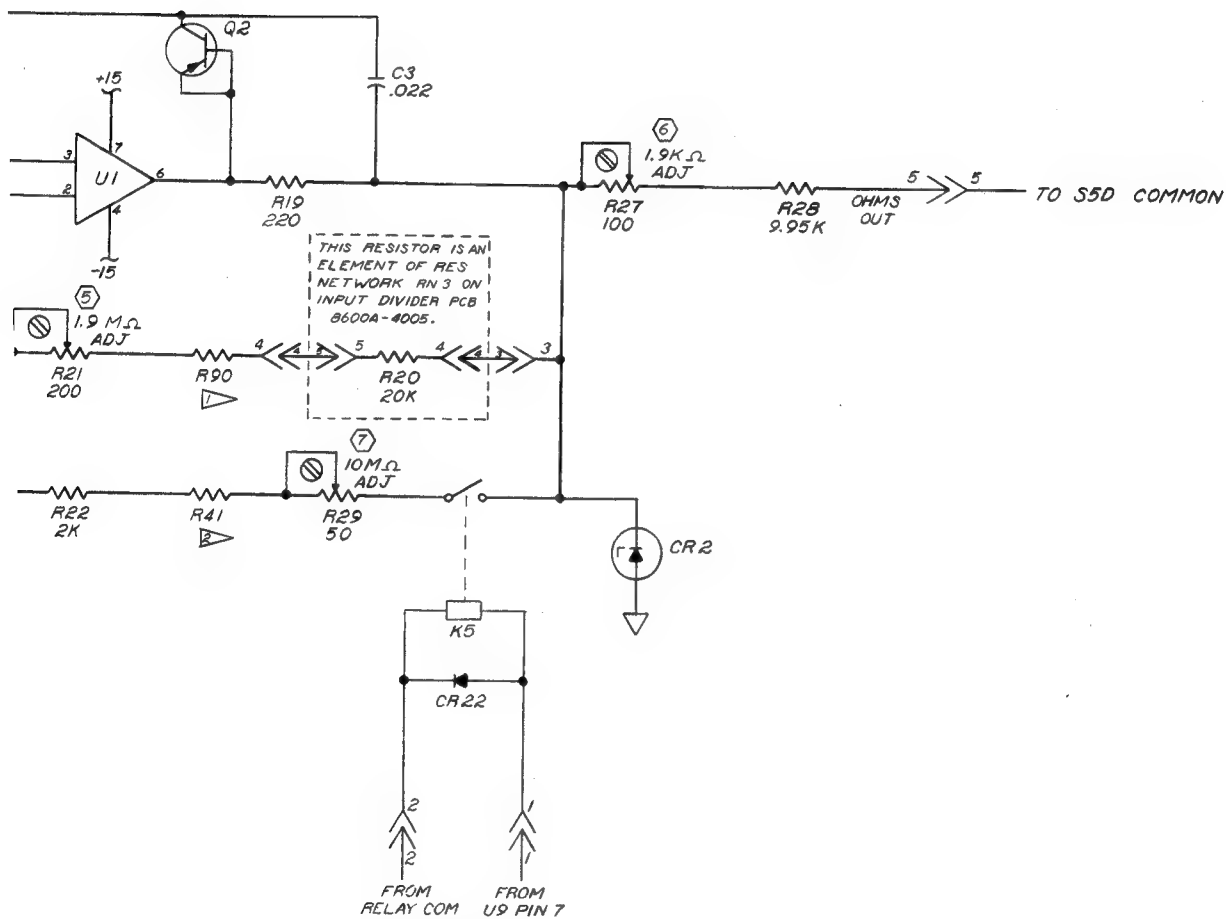 Q2
+15
C3
.022
7
3
2
U1
6
4
-15
R19
220
6
1.9KΩ
ADJ
R27
100
R28
9.95K
OHMS
OUT
5
5
TO S5D COMMON
THIS RESISTOR IS AN
ELEMENT OF RES
NETWORK RN3 ON
INPUT DIVIDER PCB
8600A-4005.
5
1.9 MΩ
ADJ
R21
200
R90
1
4
4
5
5
R20
20K
4
4
3
3
7
10MΩ
ADJ
R22
2K
R41
2
R29
50
CR2
K5
CR22
2
2
1
1
FROM
RELAY COM
FROM
U9 PIN 7